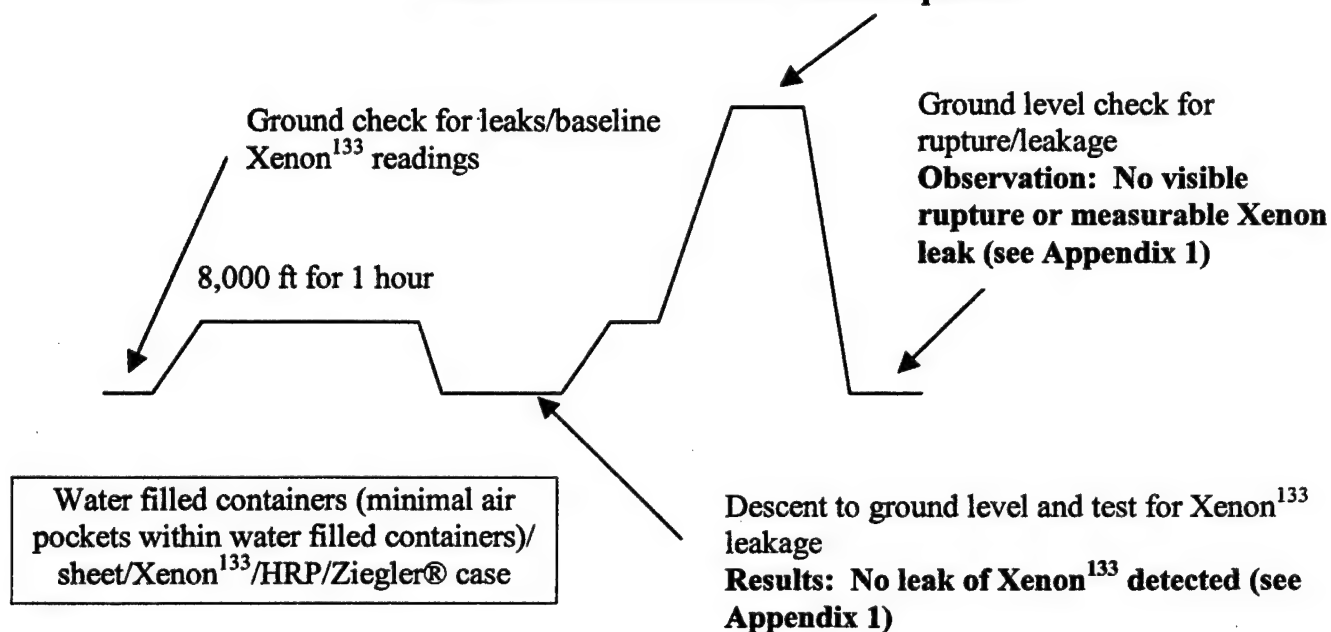 Ground check for leaks/baseline
Xenon133 readings
Ground level check for
rupture/leakage
Observation: No visible
rupture or measurable Xenon
leak (see Appendix 1)
8,000 ft for 1 hour
Water filled containers (minimal air
pockets within water filled containers)/
sheet/Xenon133/HRP/Ziegler® case
Descent to ground level and test for Xenon133
leakage
Results: No leak of Xenon133 detected (see
Appendix 1)